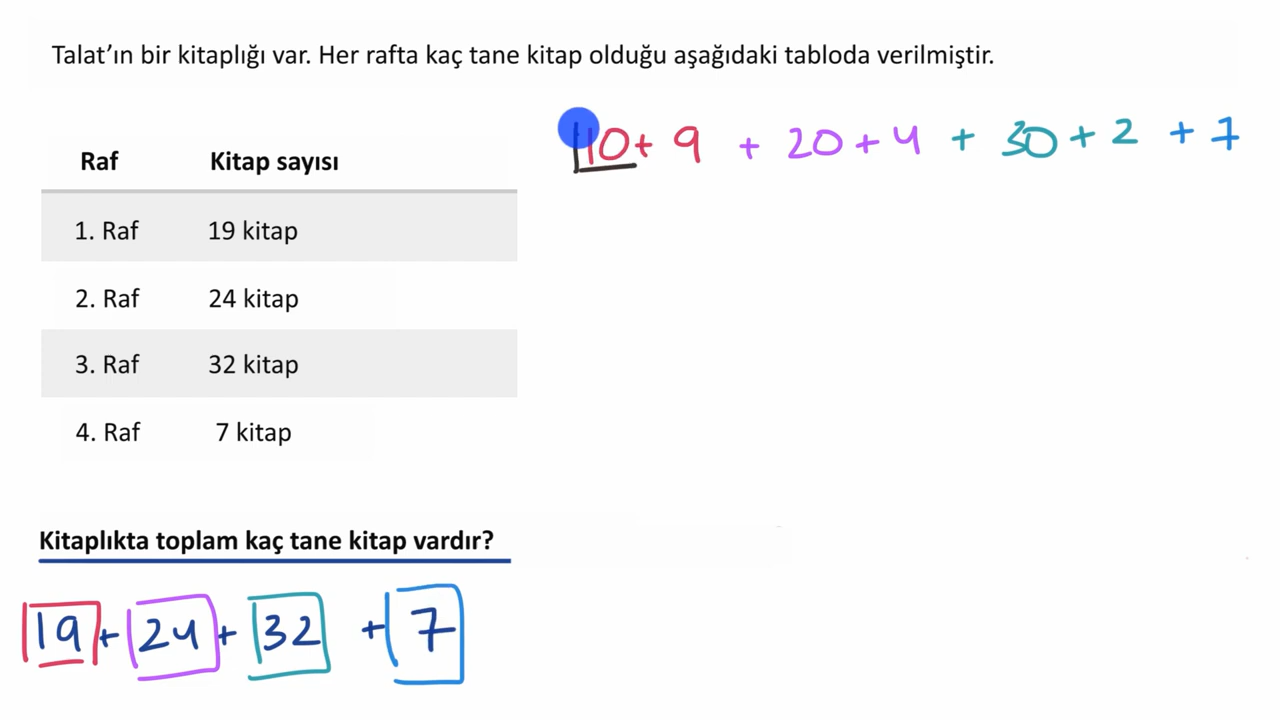 Talat’ın bir kitaplığı var. Her rafta kaç tane kitap olduğu aşağıdaki tabloda verilmiştir.
10 + 9 + 20 + 4 + 30 + 2 + 7
Raf Kitap sayısı
1. Raf 19 kitap
2. Raf 24 kitap
3. Raf 32 kitap
4. Raf 7 kitap
Kitaplıkta toplam kaç tane kitap vardır?
19 + 24 + 32 + 7